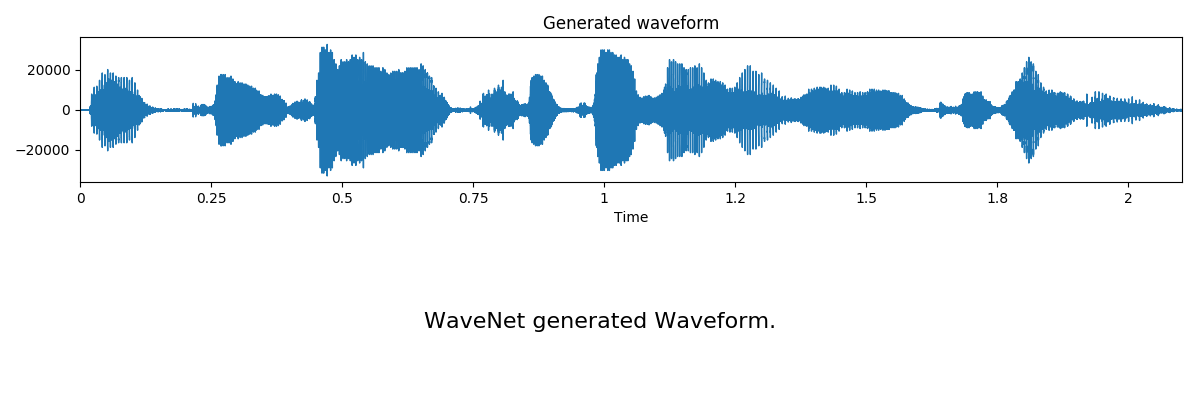 Generated waveform
20000
0
−20000
0 0.25 0.5 0.75 1 1.2 1.5 1.8 2
Time
WaveNet generated Waveform.